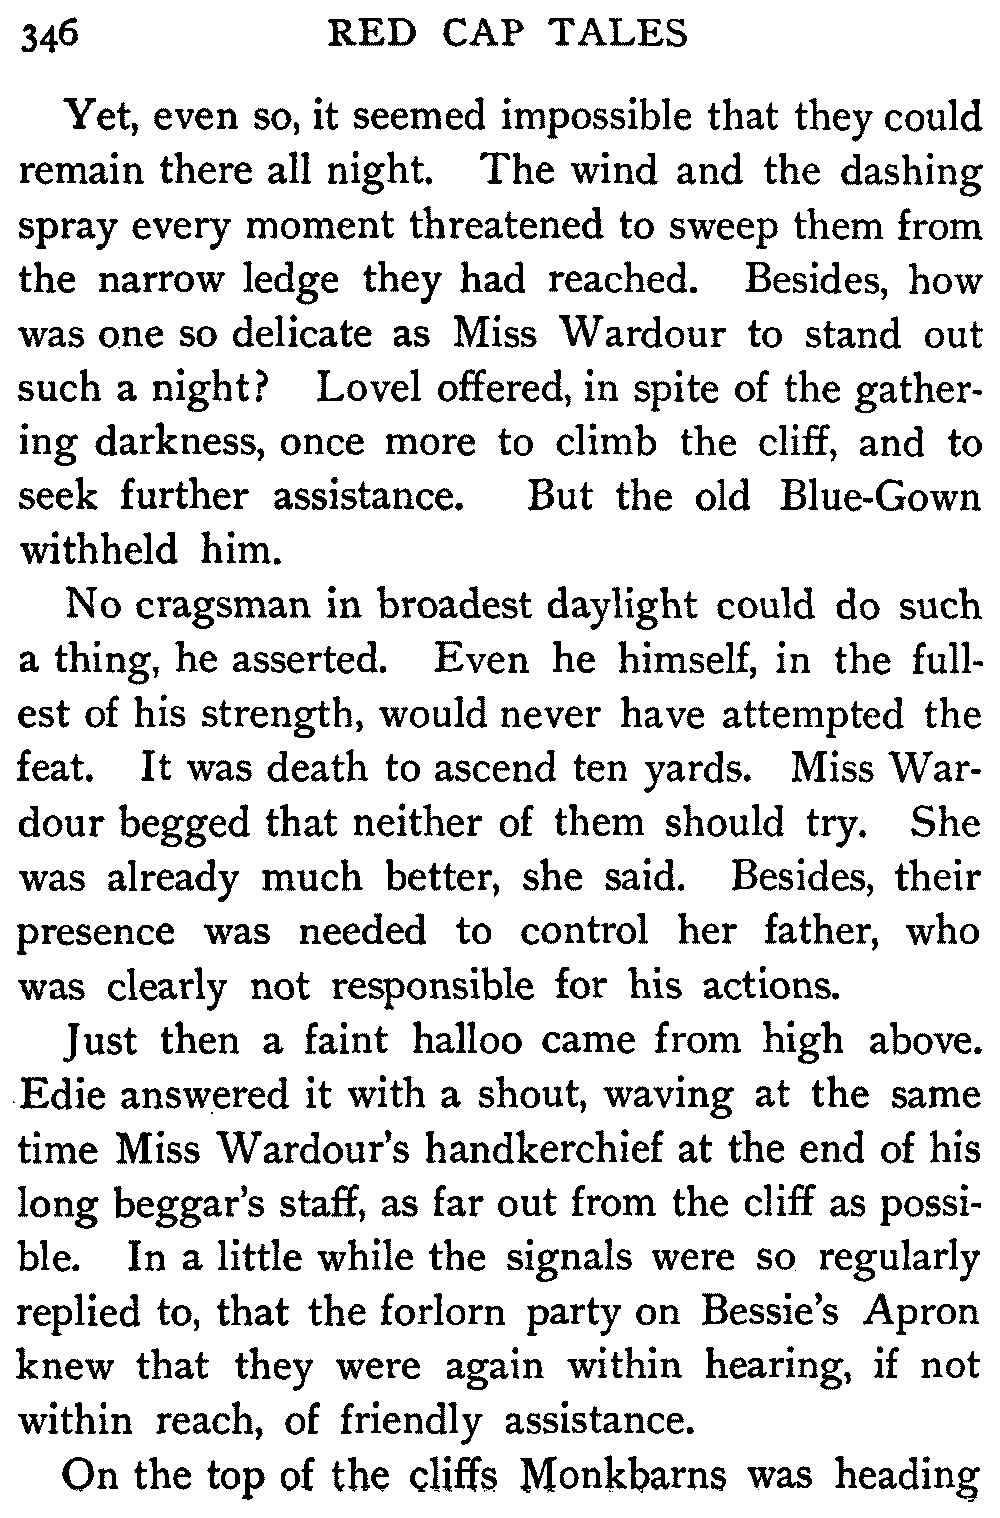 346 RED CAP TALES
Yet, even so, it seemed impossible that they could
remain there all night. The wind and the dashing
spray every moment threatened to sweep them from
the narrow ledge they had reached. Besides, how
was one so delicate as Miss Wardour to stand out
such a night? Lovel offered, in spite of the gather-
ing darkness, once more to climb the cliff, and to
seek further assistance. But the old Blue-Gown
withheld him.
No cragsman in broadest daylight could do such
a thing, he asserted. Even he himself, in the full-
est of his strength, would never have attempted the
feat. It was death to ascend ten yards. Miss War-
dour begged that neither of them should try. She
was already much better, she said. Besides, their
presence was needed to control her father, who
was clearly not responsible for his actions.
Just then a faint halloo came from high above.
Edie answered it with a shout, waving at the same
time Miss Wardour's handkerchief at the end of his
long beggar's staff, as far out from the cliff as possi-
ble. In a little while the signals were so regularly
replied to, that the forlorn party on Bessie's Apron
knew that they were again within hearing, if not
within reach, of friendly assistance.
On the top of the cliffs Monkbarns was heading